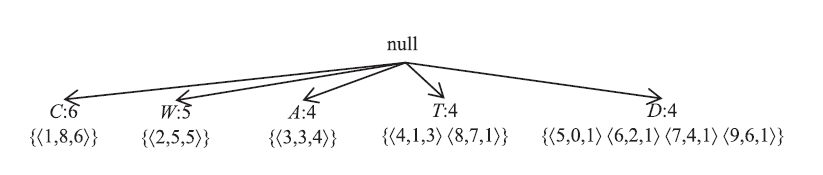 null
C:6 W:5 A:4 T:4 D:4
{⟨1,8,6⟩} {⟨2,5,5⟩} {⟨3,3,4⟩} {⟨4,1,3⟩ ⟨8,7,1⟩} {⟨5,0,1⟩ ⟨6,2,1⟩ ⟨7,4,1⟩ ⟨9,6,1⟩}